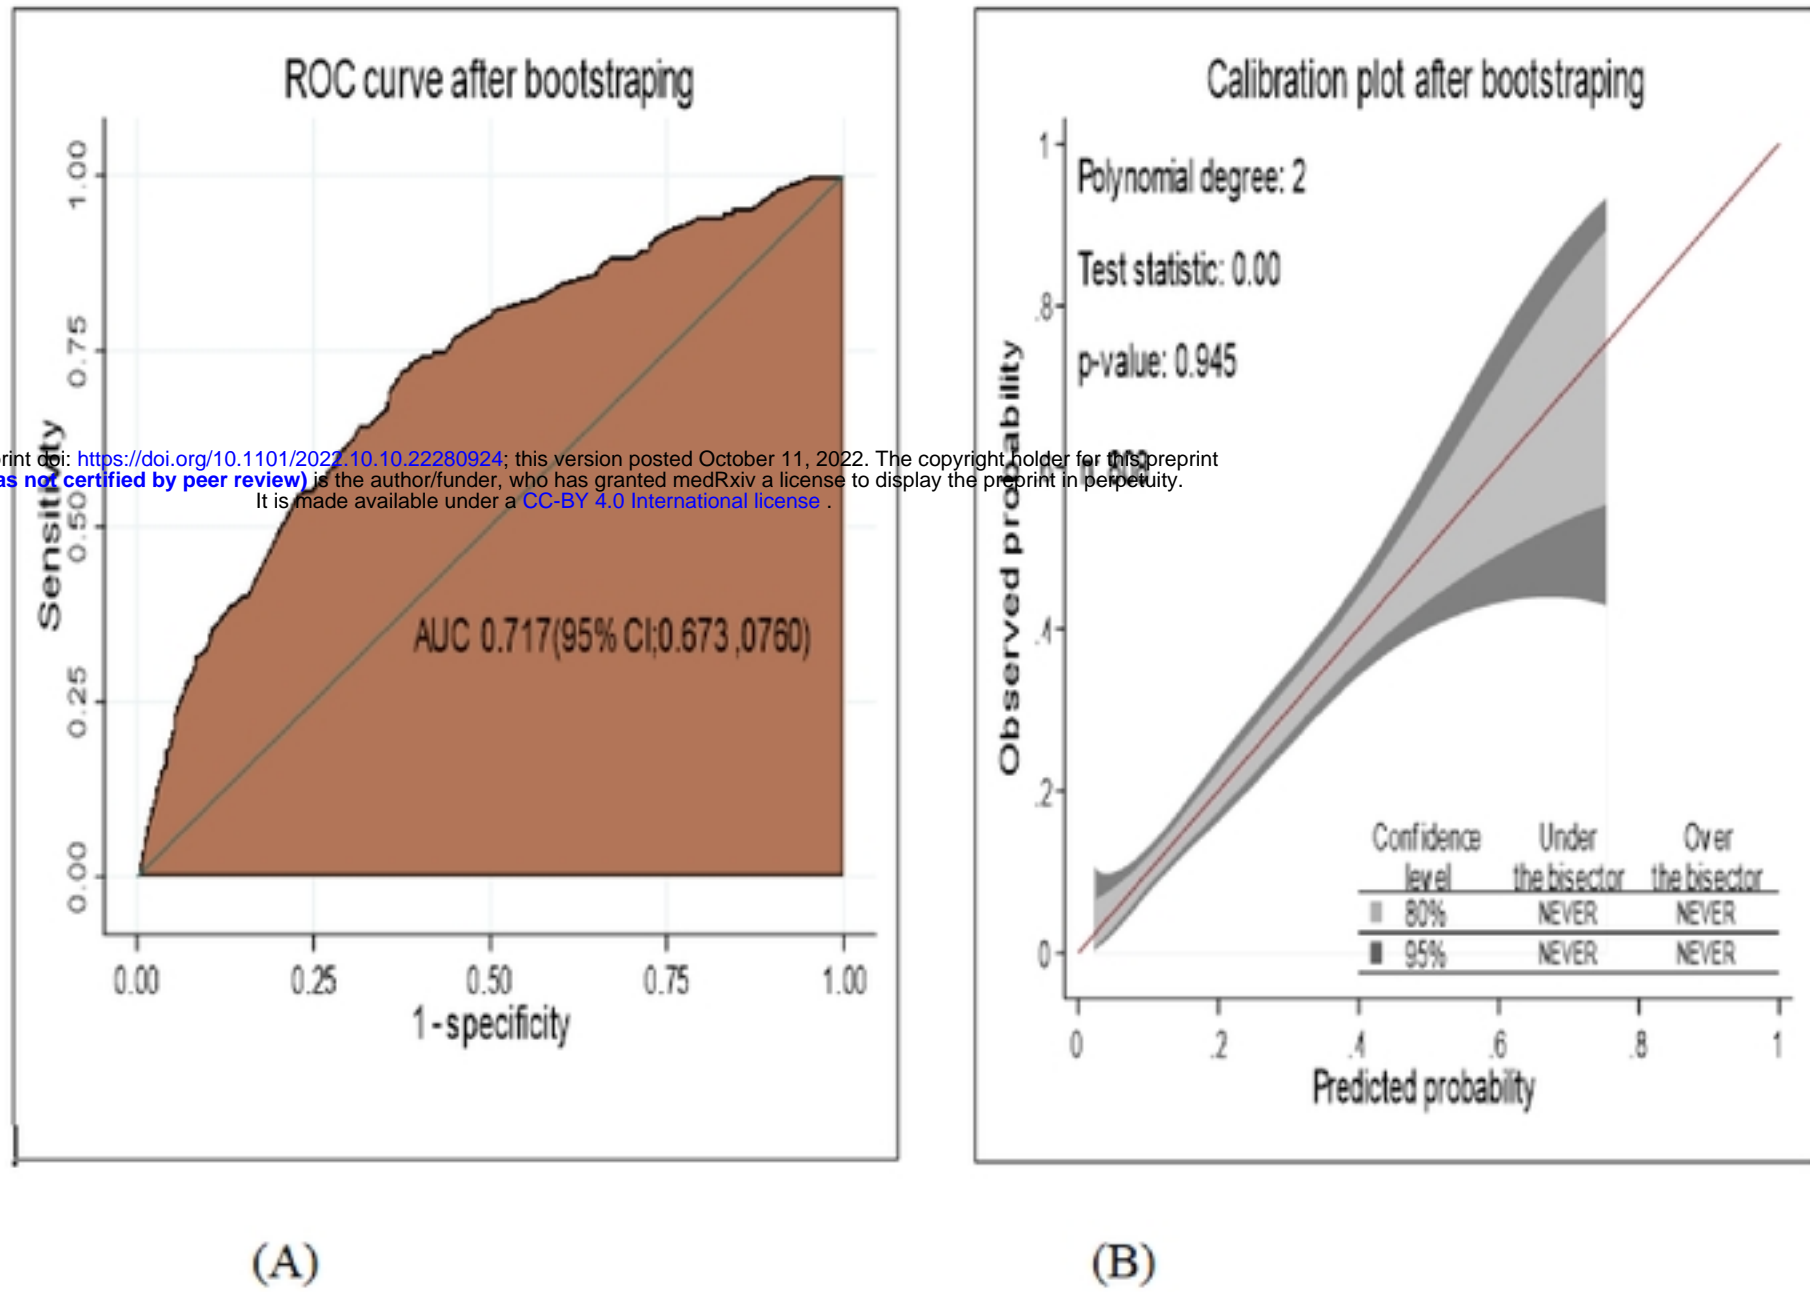 ROC curve after bootstraping
Sensitivity
1.00
0.75
0.50
0.25
0.00
AUC 0.717(95% CI;0.673 ,0760)
0.00 0.25 0.50 0.75 1.00
1-specificity
(A)
rint doi: https://doi.org/10.1101/2022.10.10.22280924; this version posted October 11, 2022. The copyright holder for this preprint
as not certified by peer review) is the author/funder, who has granted medRxiv a license to display the preprint in perpetuity.
It is made available under a CC-BY 4.0 International license .
Calibration plot after bootstraping
Observed probability
1
.8
.4
.2
0
Polynomial degree: 2
Test statistic: 0.00
p-value: 0.945
Confidence Under Over
level the bisector the bisector
80% NEVER NEVER
95% NEVER NEVER
0 .2 .4 .6 .8 1
Predicted probability
(B)